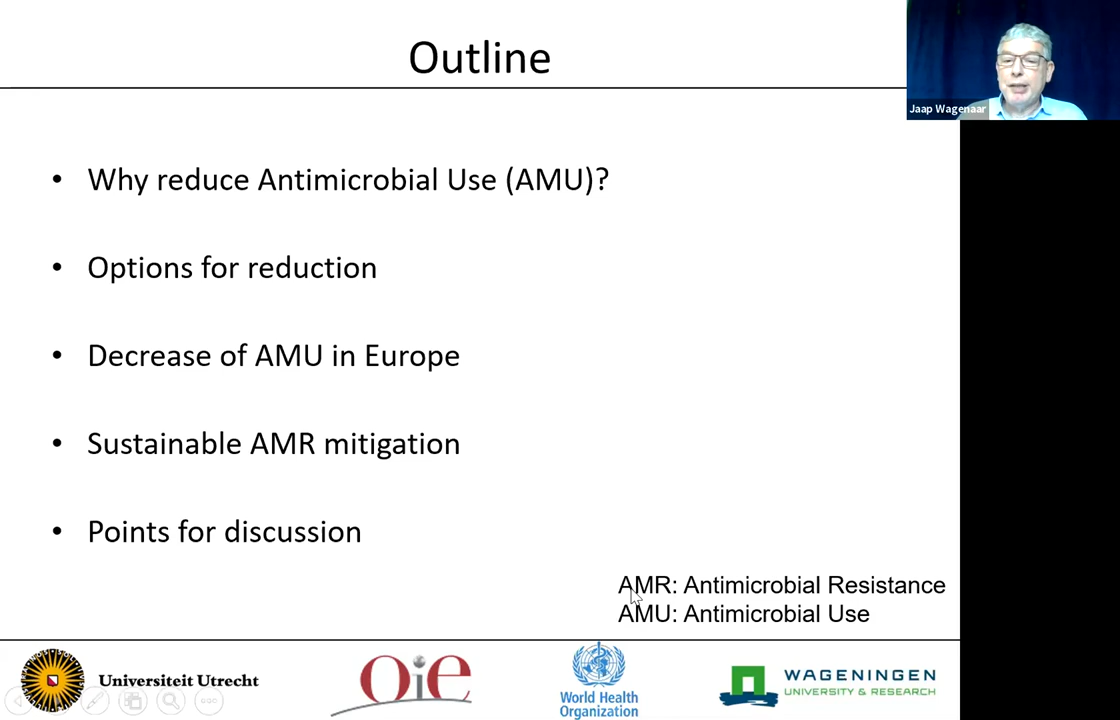 Outline
Jaap Wagenaar
• Why reduce Antimicrobial Use (AMU)?
• Options for reduction
• Decrease of AMU in Europe
• Sustainable AMR mitigation
• Points for discussion
AMR: Antimicrobial Resistance
AMU: Antimicrobial Use
Universiteit Utrecht
Oie
World Health
Organization
WAGENINGEN
UNIVERSITY & RESEARCH